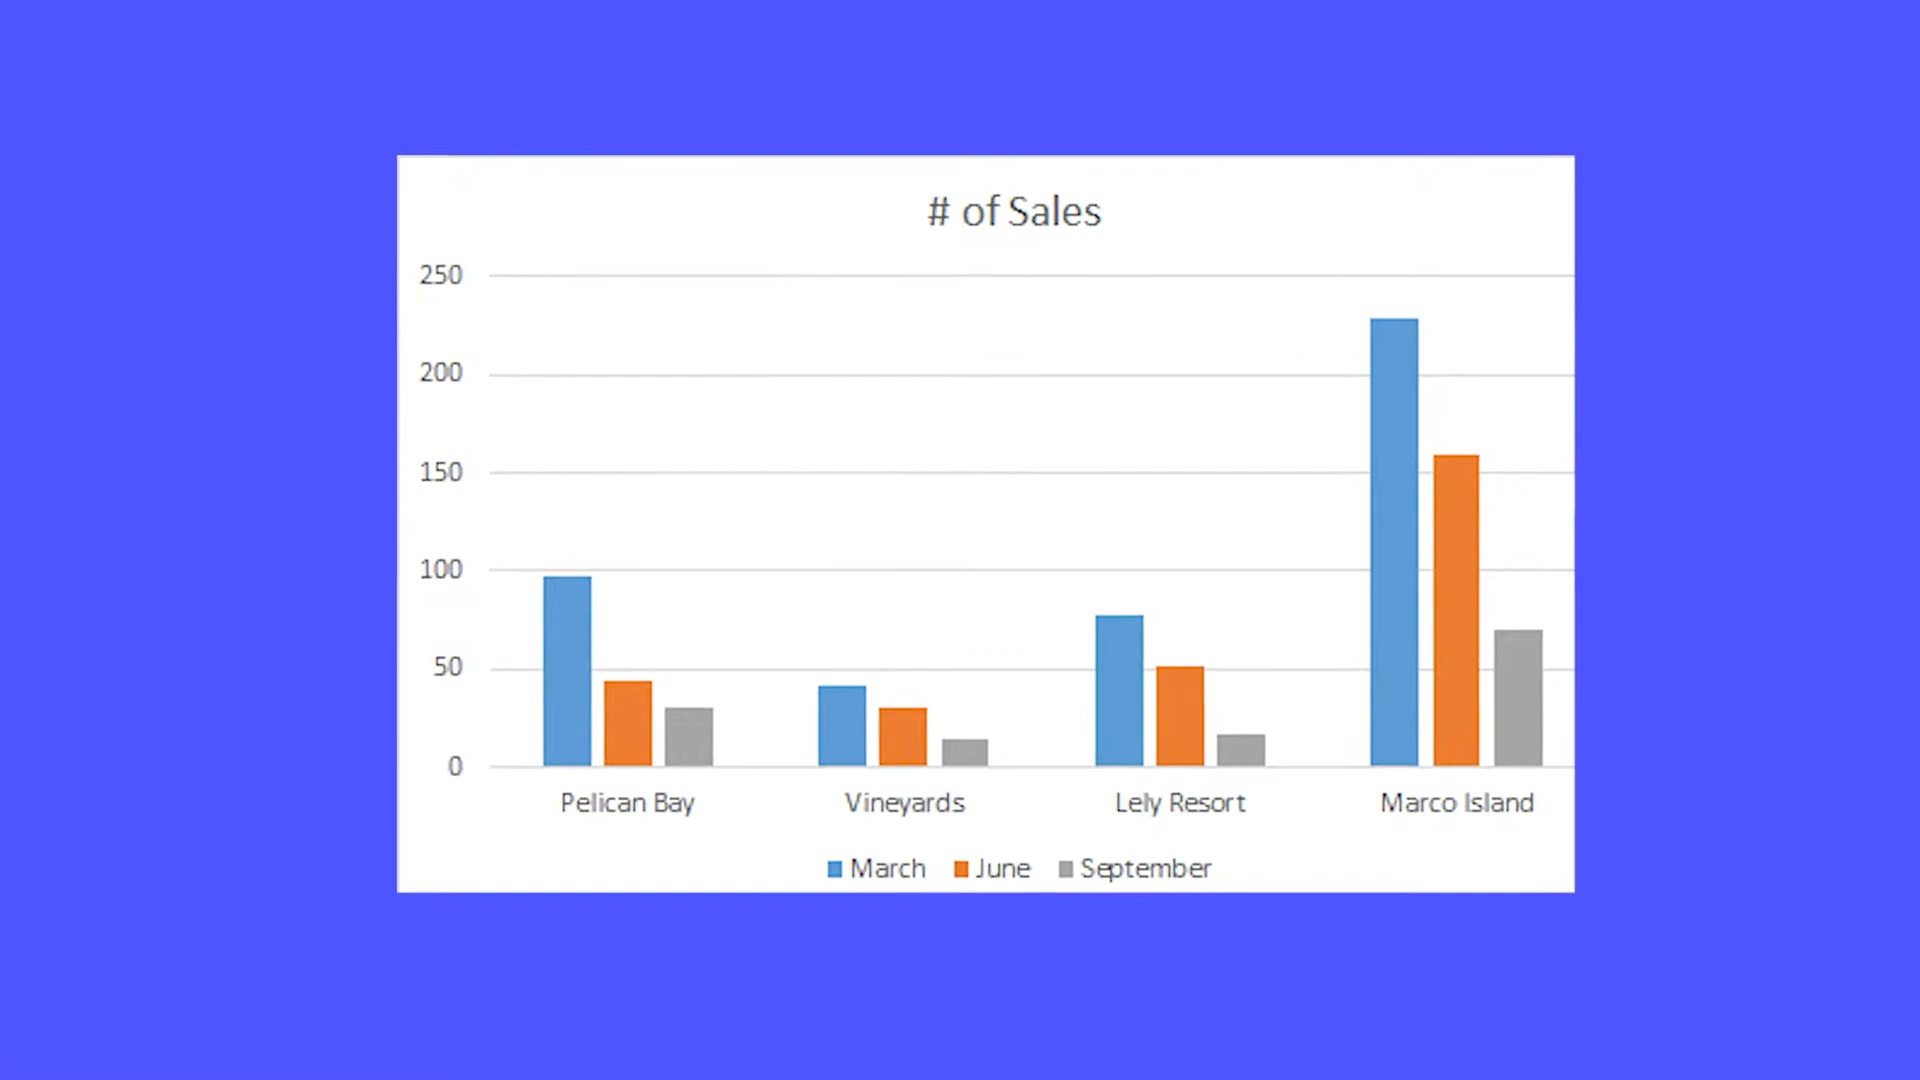 # of Sales
250
200
150
100
50
0
Pelican Bay Vineyards Lely Resort Marco Island
March June September